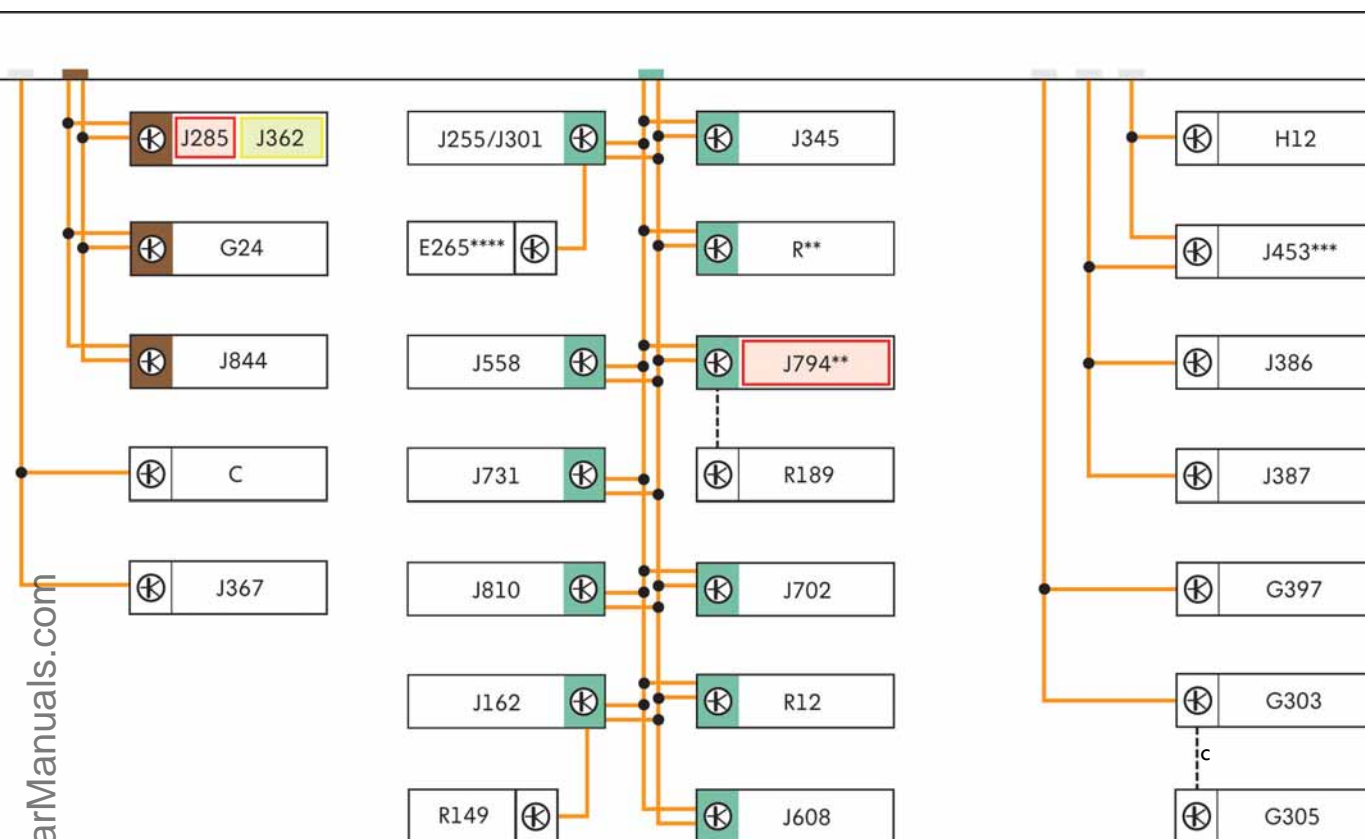 J285 J362
G24
J844
C
J367
J255/J301
E265****
J558
J731
J810
J162
R149
J345
R**
J794**
R189
J702
R12
J608
H12
J453***
J386
J387
G397
G303
c
G305
arManuals.com